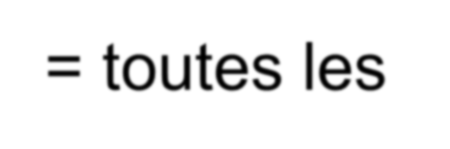 = toutes les